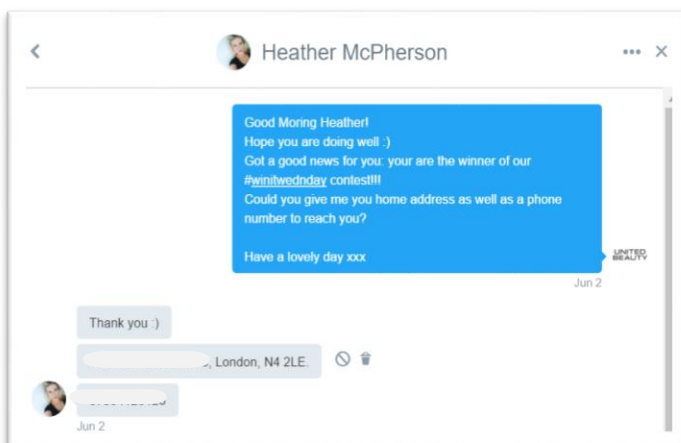 Heather McPherson
Good Moring Heather!
Hope you are doing well :)
Got a good news for you: your are the winner of our
#winitwednday contest!!!
Could you give me you home address as well as a phone
number to reach you?
Have a lovely day xxx
UNITED
BEAUTY
Jun 2
Thank you :)
, London, N4 2LE.
Jun 2